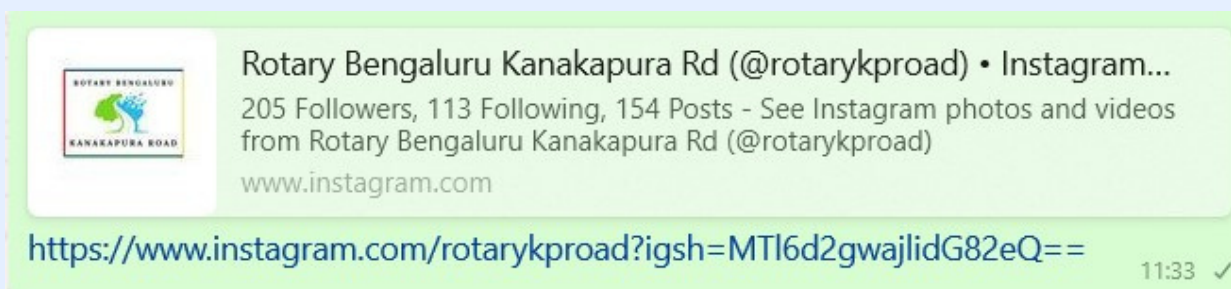 ROTARY BENGALURU
KANAKAPURA ROAD
Rotary Bengaluru Kanakapura Rd (@rotarykproad) • Instagram...
205 Followers, 113 Following, 154 Posts - See Instagram photos and videos
from Rotary Bengaluru Kanakapura Rd (@rotarykproad)
www.instagram.com
https://www.instagram.com/rotarykproad?igsh=MTl6d2gwajlidG82eQ==
11:33